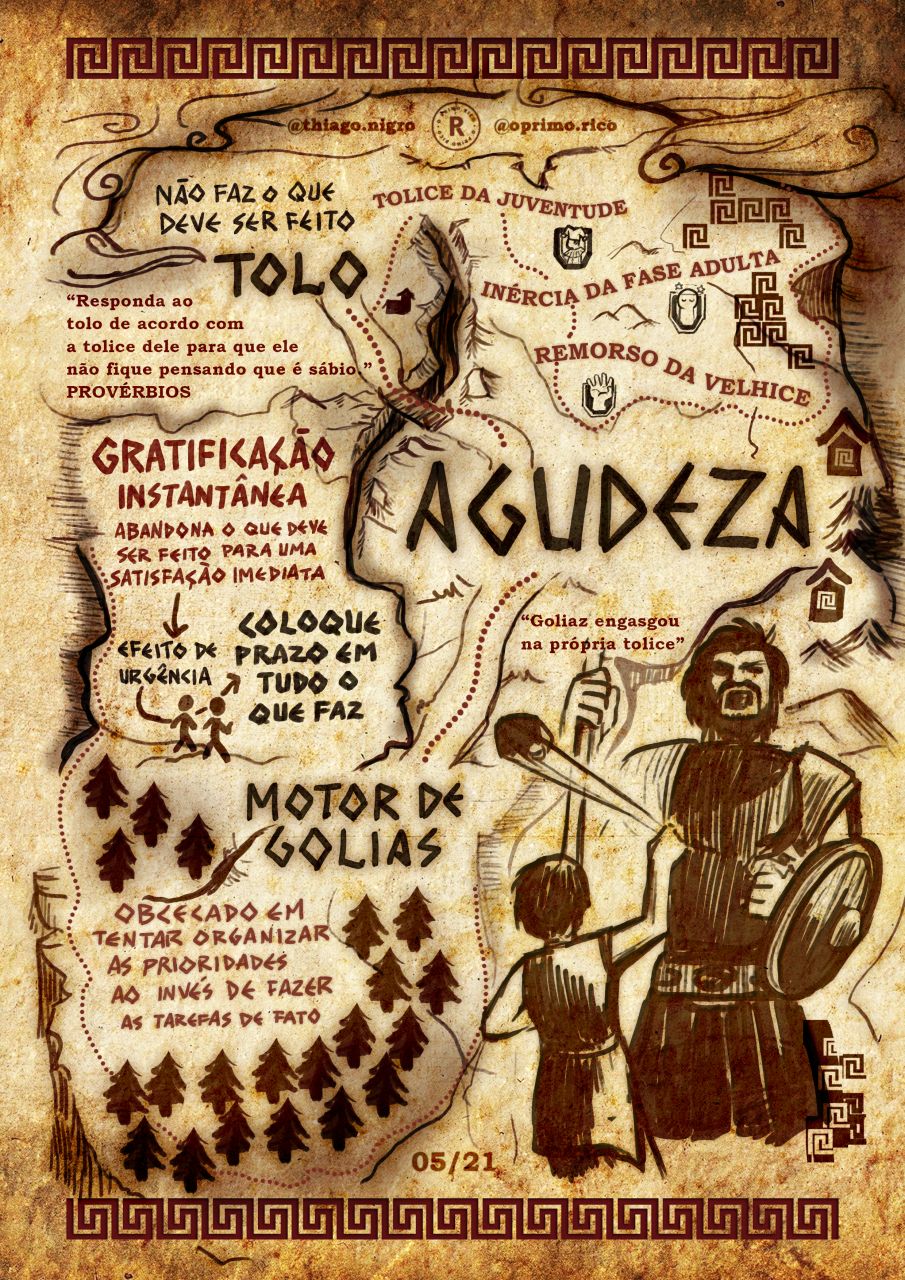 @thiago.nigro
R
@oprimo.rico
NÃO FAZ O QUE
DEVE SER FEITO
TOLO
"Responda ao
tolo de acordo com
a tolice dele para que ele
não fique pensando que é sábio."
PROVÉRBIOS
TOLICE DA JUVENTUDE
INÉRCIA DA FASE ADULTA
REMORSO DA VELHICE
AGUDEZA
GRATIFICAÇÃO
INSTANTÂNEA
ABANDONA O QUE DEVE
SER FEITO PARA UMA
SATISFAÇÃO IMEDIATA
EFEITO DE
URGÊNCIA
COLOQUE
PRAZO EM
TUDO O
QUE FAZ
"Goliaz engasgou
na própria tolice"
MOTOR DE
GOLIAS
OBCECADO EM
TENTAR ORGANIZAR
AS PRIORIDADES
AO INVÉS DE FAZER
AS TAREFAS DE FATO
05/21